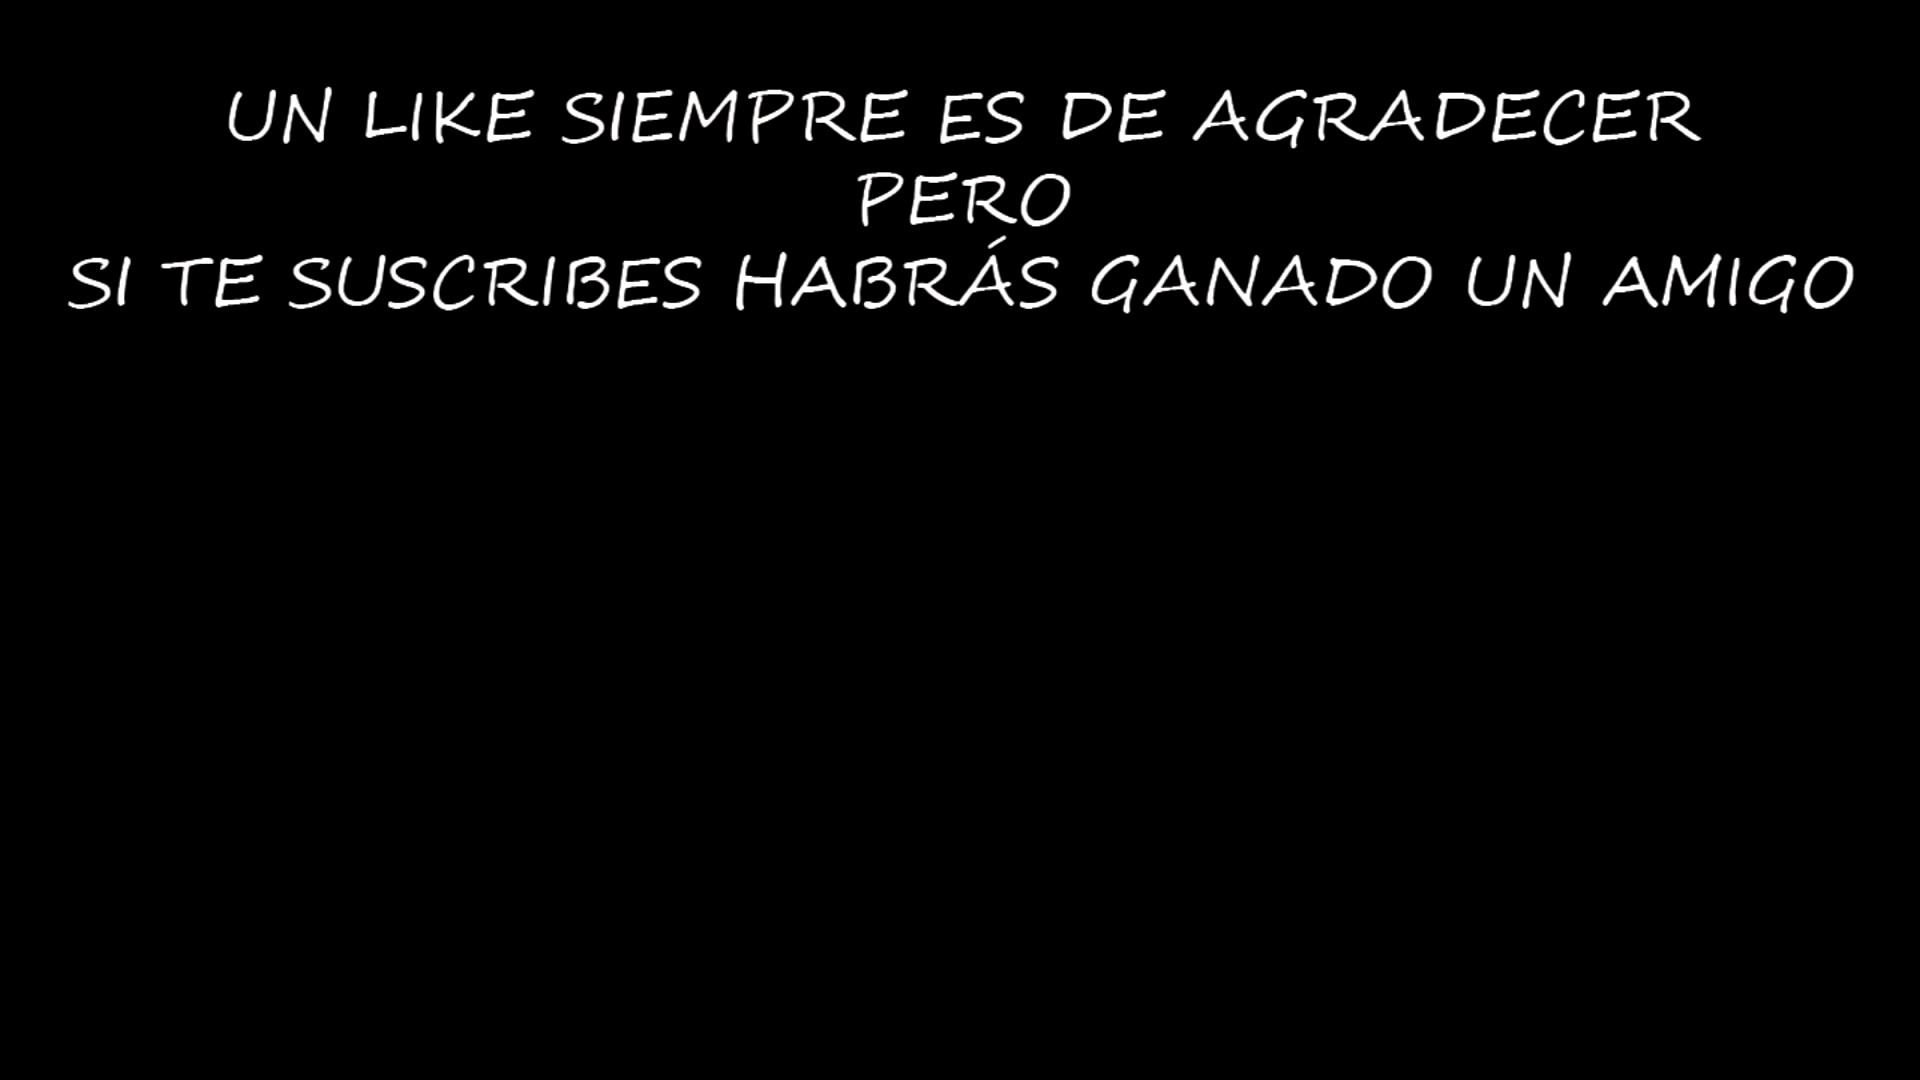 UN LIKE SIEMPRE ES DE AGRADECER
PERO
SI TE SUSCRIBES HABRÁS GANADO UN AMIGO